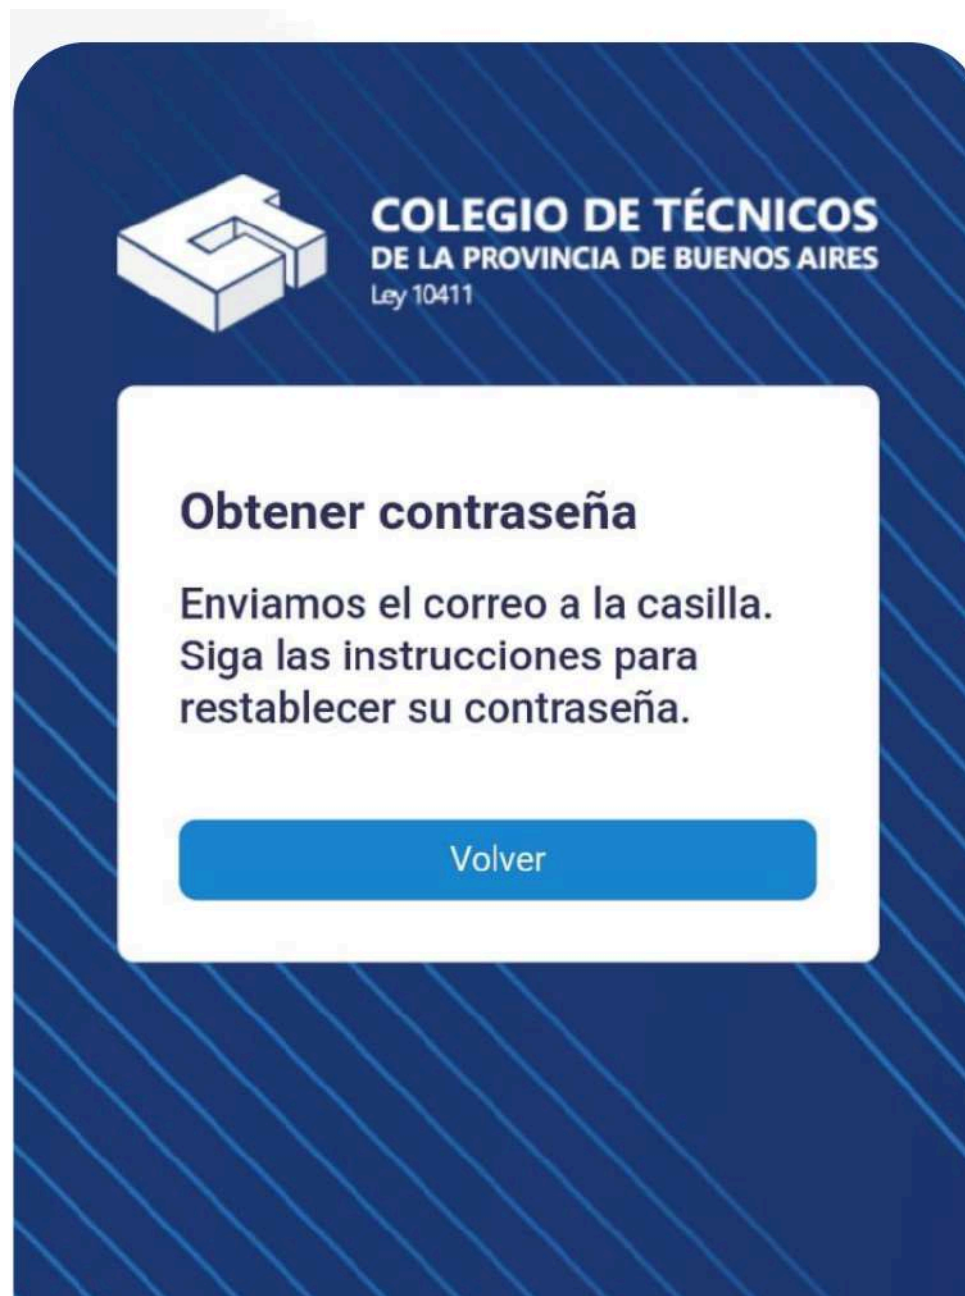 COLEGIO DE TÉCNICOS
DE LA PROVINCIA DE BUENOS AIRES
Ley 10411
Obtener contraseña
Enviamos el correo a la casilla.
Siga las instrucciones para
restablecer su contraseña.
Volver